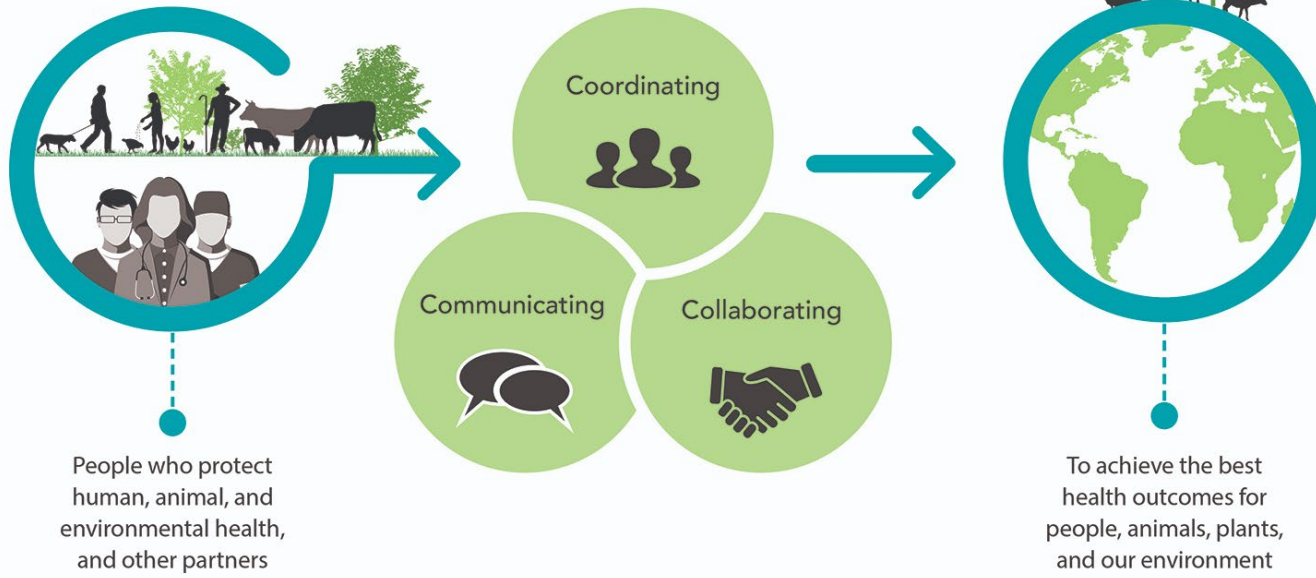 Coordinating
Communicating
Collaborating
People who protect
human, animal, and
environmental health,
and other partners
To achieve the best
health outcomes for
people, animals, plants,
and our environment